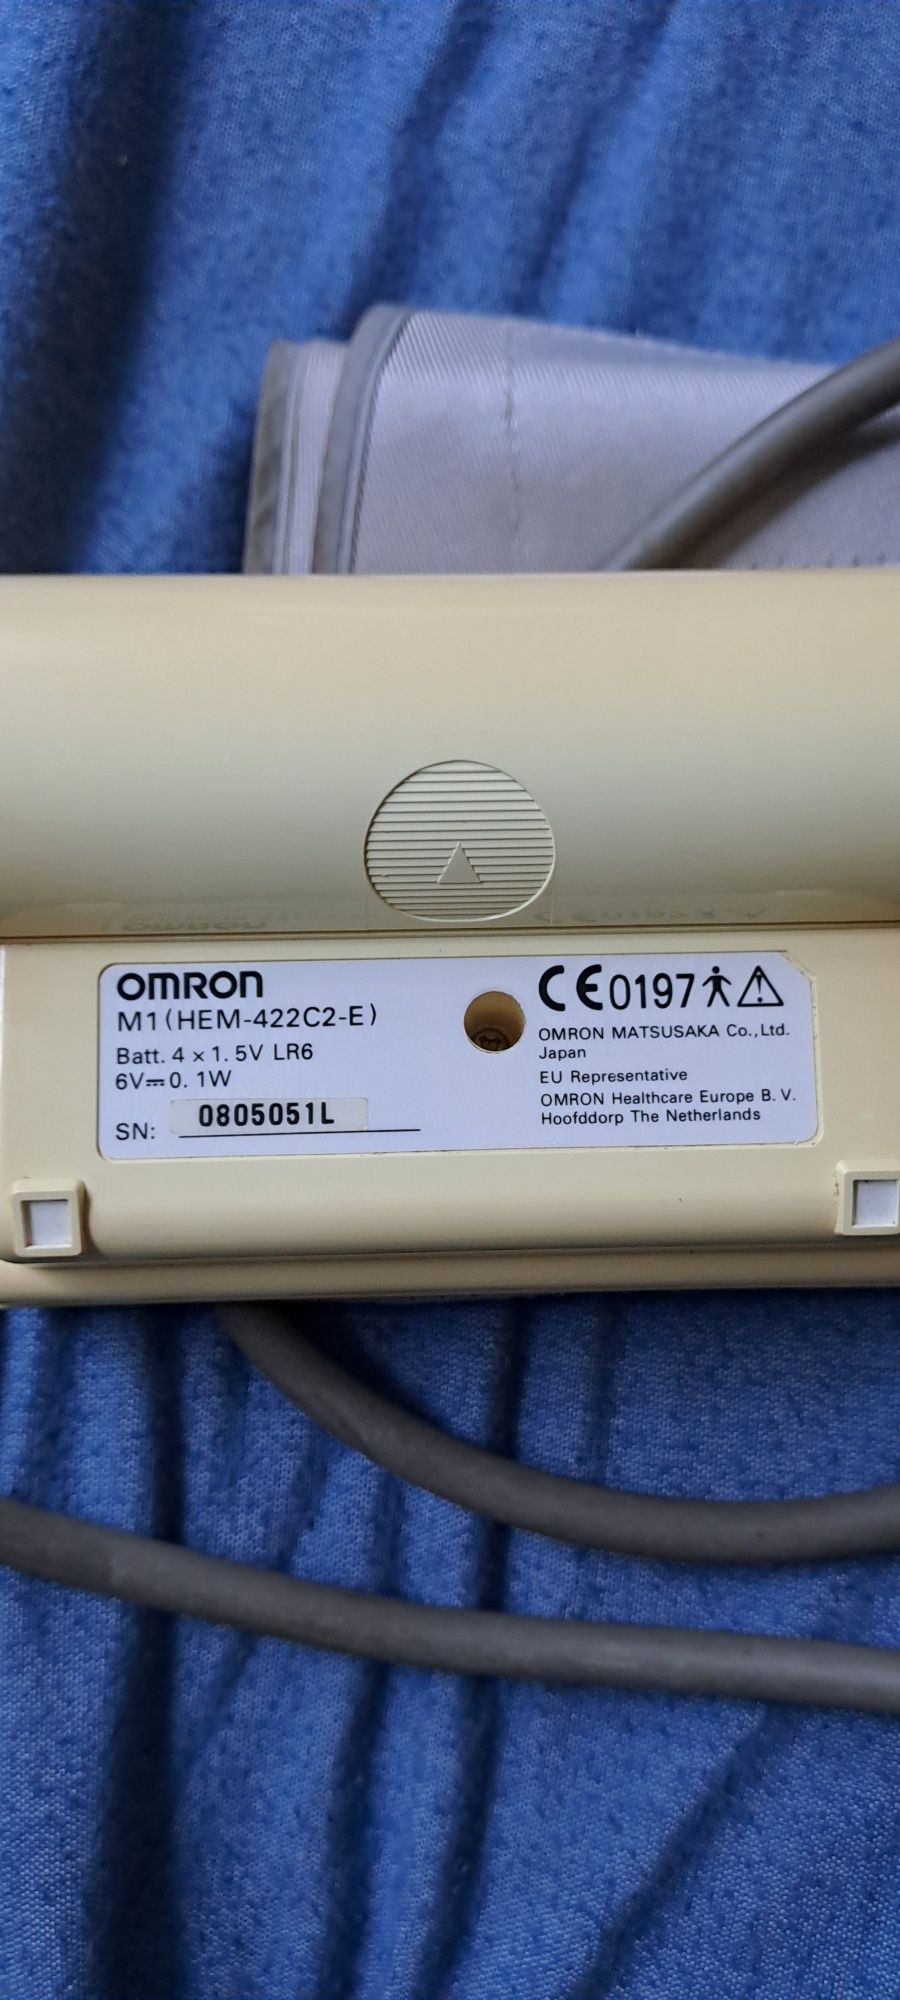 OMRON
M1(HEM-422C2-E)
Batt. 4 x 1. 5V LR6
6V⎓0. 1W
SN: 0805051L
CE0197
OMRON MATSUSAKA Co., Ltd.
Japan
EU Representative
OMRON Healthcare Europe B. V.
Hoofddorp The Netherlands